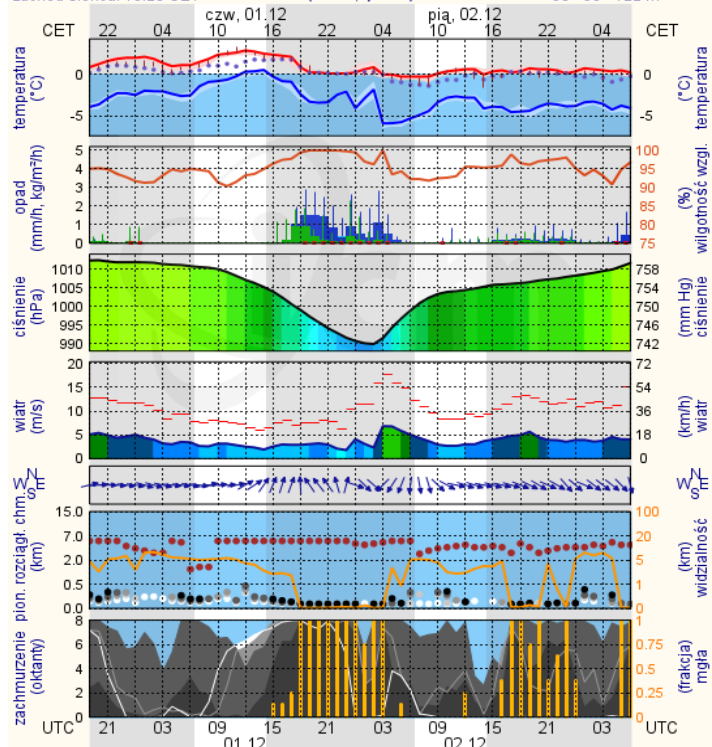 czw, 01.12 pią, 02.12
CET 22 04 10 16 22 04 10 16 22 04 CET
temperatura (°C) 0 -5 0 -5 (°C) temperatura
opad (mm/h, kg/m²/h) 5 4 3 2 1 0 100 95 90 85 80 75 (%) wilgotność wzgl.
ciśnienie (hPa) 1010 1005 1000 995 990 758 754 750 746 742 (mm Hg) ciśnienie
wiatr (m/s) 20 15 10 5 0 72 54 36 18 0 (km/h) wiatr
N W E S N W E S
pion. rozciągł. chm. (km) 15.0 7.0 2.0 0.5 0.0 100 20 5 1 0 (km) widzialność
zachmurzenie (oktanty) 8 6 4 2 0 1 0.75 0.5 0.25 0 (frakcja) mgła
UTC 21 03 09 15 21 03 09 15 21 03 UTC
01.12 02.12